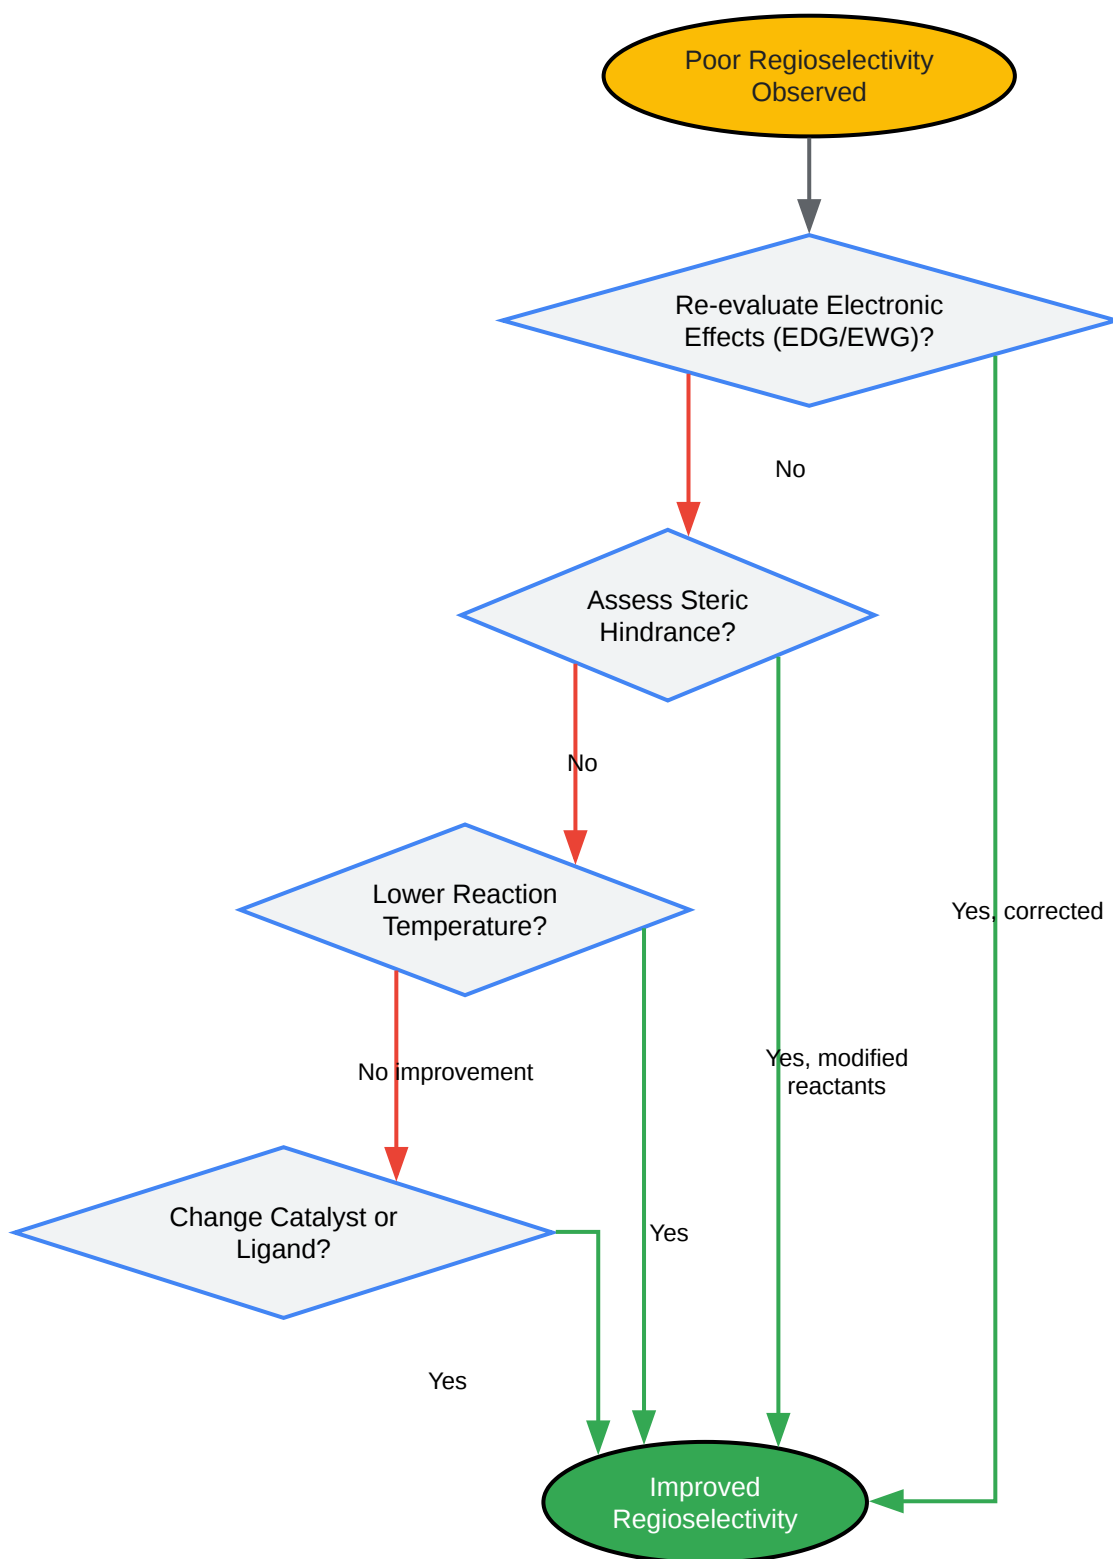 Poor Regioselectivity
Observed
Re-evaluate Electronic
Effects (EDG/EWG)?
No
Assess Steric
Hindrance?
No
Lower Reaction
Temperature?
Yes, corrected
Yes, modified
reactants
No improvement
Change Catalyst or
Ligand?
Yes
Yes
Improved
Regioselectivity